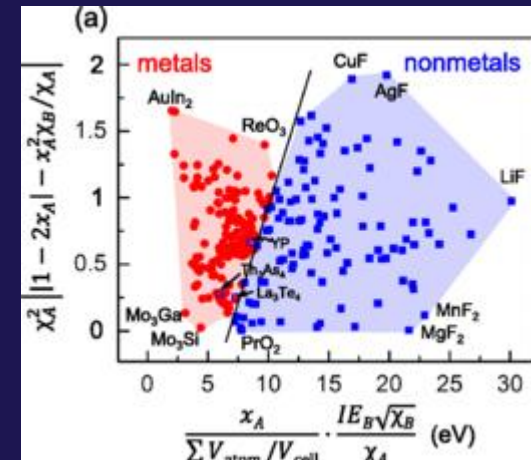 (a)
metals
nonmetals
CuF
AgF
AuIn₂
ReO₃
LiF
YP
Th₃As₄
La₃Te₄
Mo₃Ga
Mo₃Si
PrO₂
MnF₂
MgF₂
2
1.5
1
0.5
0
0 5 10 15 20 25 30
χ_A² |1 − 2x_A| − x_A² χ_B/χ_A|
x_A / (∑ V_atom/V_cell) · IE_B√χ_B / χ_A (eV)